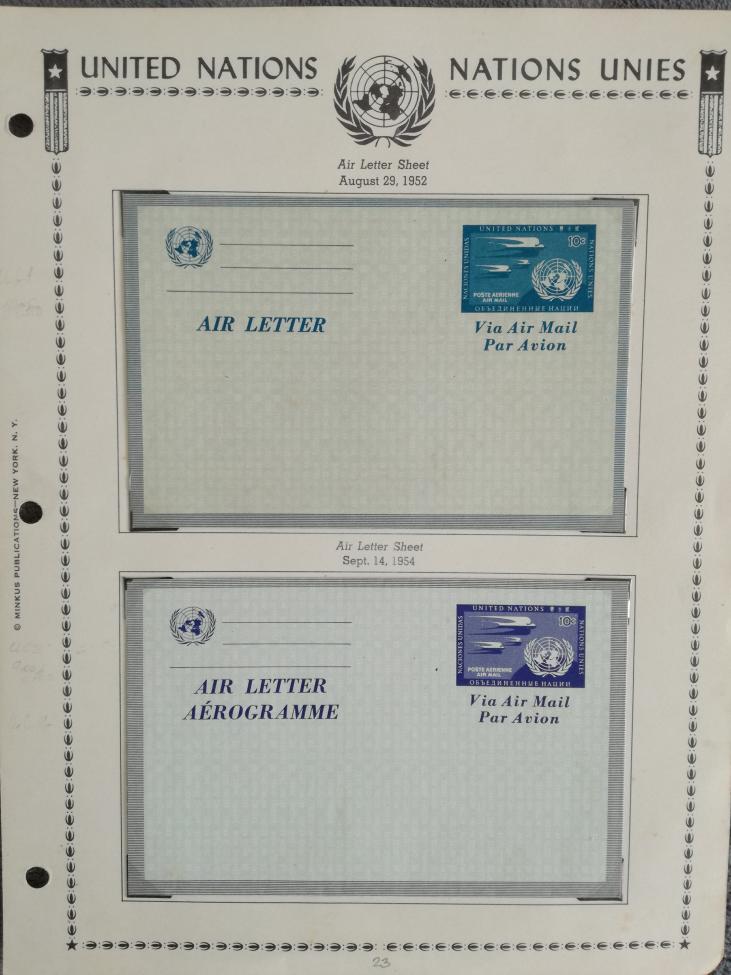 UNITED NATIONS NATIONS UNIES
Air Letter Sheet
August 29, 1952
UNITED NATIONS
NACIONES UNIDAS
10c
NATIONS UNIES
POSTE AERIENNE
AIR MAIL
ОБЪЕДИНЕННЫЕ НАЦИИ
AIR LETTER
Via Air Mail
Par Avion
© MINKUS PUBLICATIONS—NEW YORK, N. Y.
Air Letter Sheet
Sept. 14, 1954
UNITED NATIONS
NACIONES UNIDAS
10c
NATIONS UNIES
POSTE AERIENNE
AIR MAIL
ОБЪЕДИНЕННЫЕ НАЦИИ
AIR LETTER
AÉROGRAMME
Via Air Mail
Par Avion
23